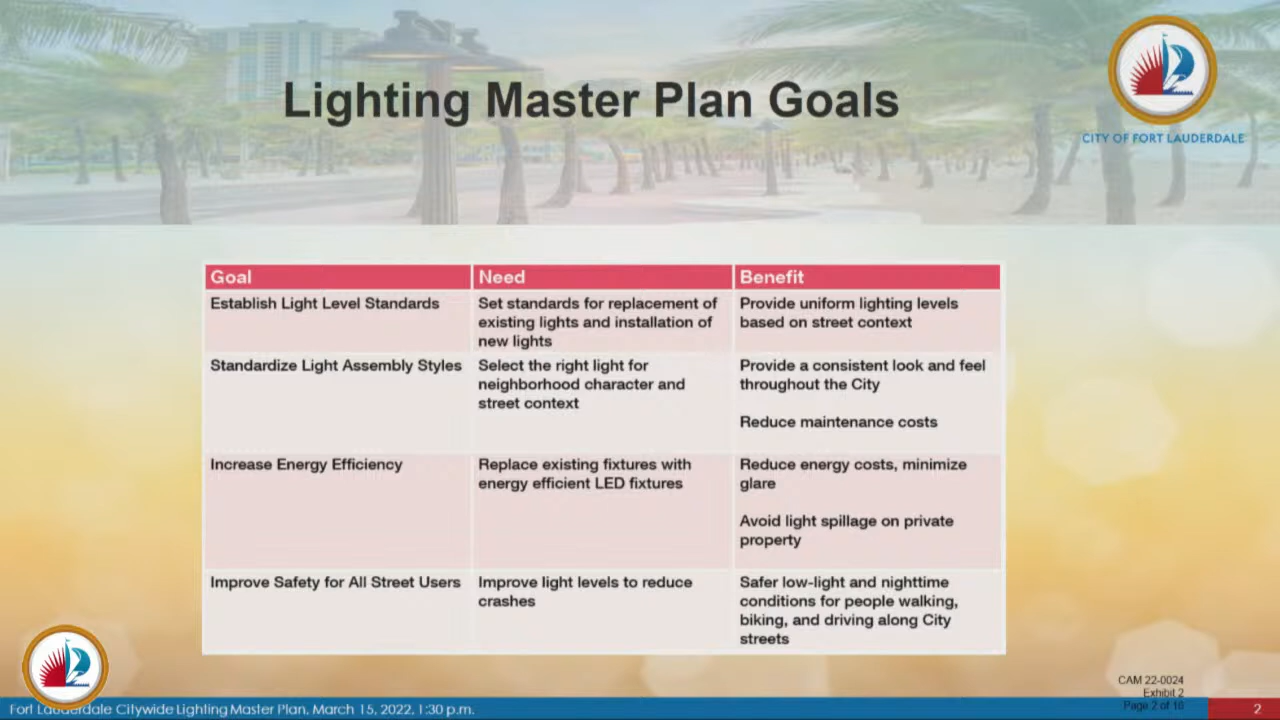 Lighting Master Plan Goals
CITY OF FORT LAUDERDALE
Goal Need Benefit
Establish Light Level Standards
Set standards for replacement of
existing lights and installation of
new lights
Provide uniform lighting levels
based on street context
Standardize Light Assembly Styles
Select the right light for
neighborhood character and
street context
Provide a consistent look and feel
throughout the City
Reduce maintenance costs
Increase Energy Efficiency
Replace existing fixtures with
energy efficient LED fixtures
Reduce energy costs, minimize
glare
Avoid light spillage on private
property
Improve Safety for All Street Users
Improve light levels to reduce
crashes
Safer low-light and nighttime
conditions for people walking,
biking, and driving along City
streets
CAM 22-0024
Exhibit 2
Page 2 of 16
Fort Lauderdale Citywide Lighting Master Plan, March 15, 2022, 1:30 p.m.
2